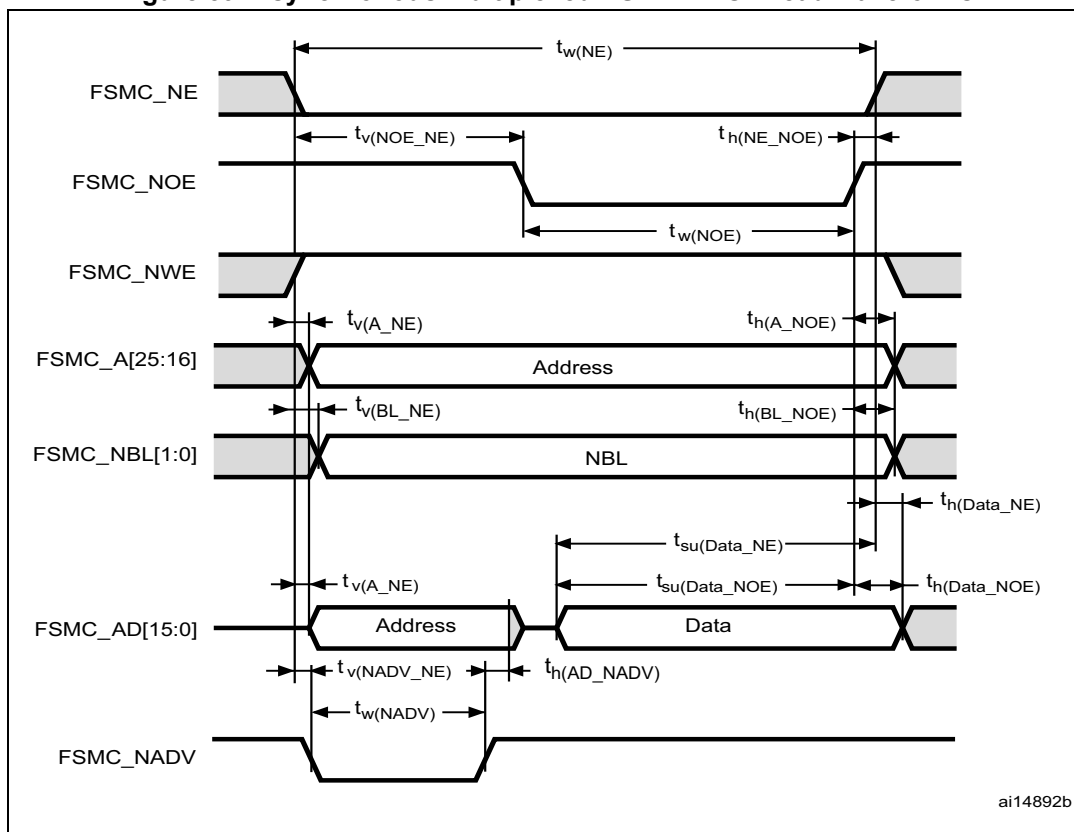 tw(NE)
FSMC_NE
tv(NOE_NE)
th(NE_NOE)
FSMC_NOE
tw(NOE)
FSMC_NWE
tv(A_NE)
th(A_NOE)
FSMC_A[25:16]
Address
tv(BL_NE)
th(BL_NOE)
FSMC_NBL[1:0]
NBL
th(Data_NE)
tsu(Data_NE)
tv(A_NE)
tsu(Data_NOE)
th(Data_NOE)
FSMC_AD[15:0]
Address
Data
tv(NADV_NE)
th(AD_NADV)
tw(NADV)
FSMC_NADV
ai14892b